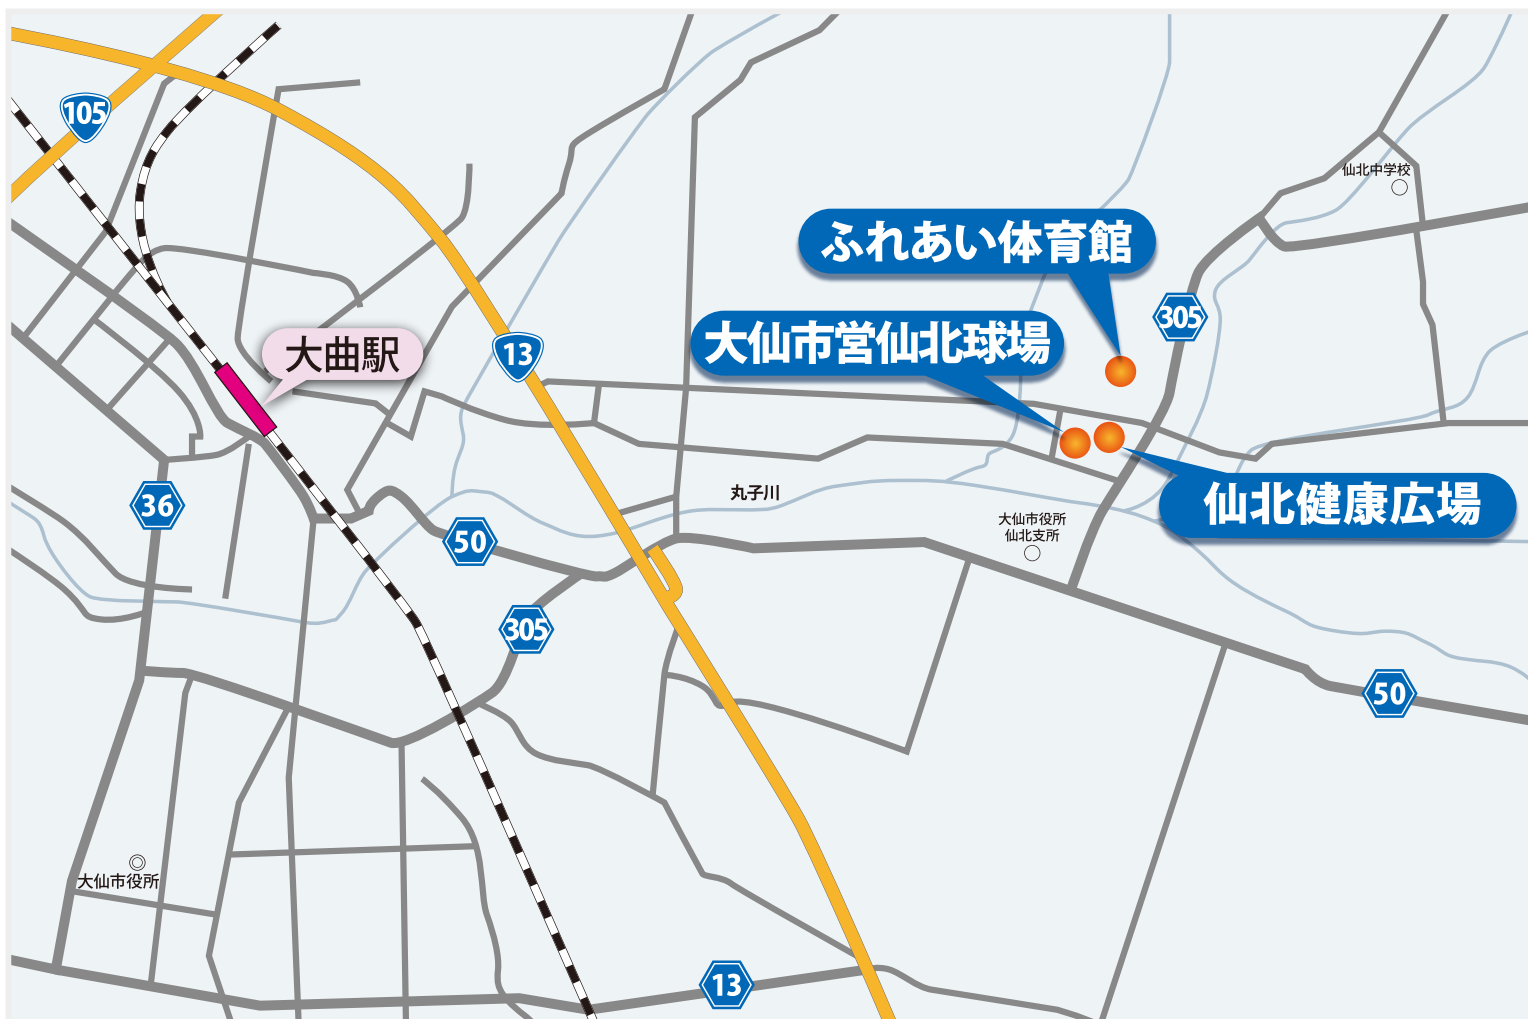 105
仙北中学校
ふれあい体育館
305
大仙市営仙北球場
13
大曲駅
36
丸子川
仙北健康広場
大仙市役所
仙北支所
50
305
50
大仙市役所
13